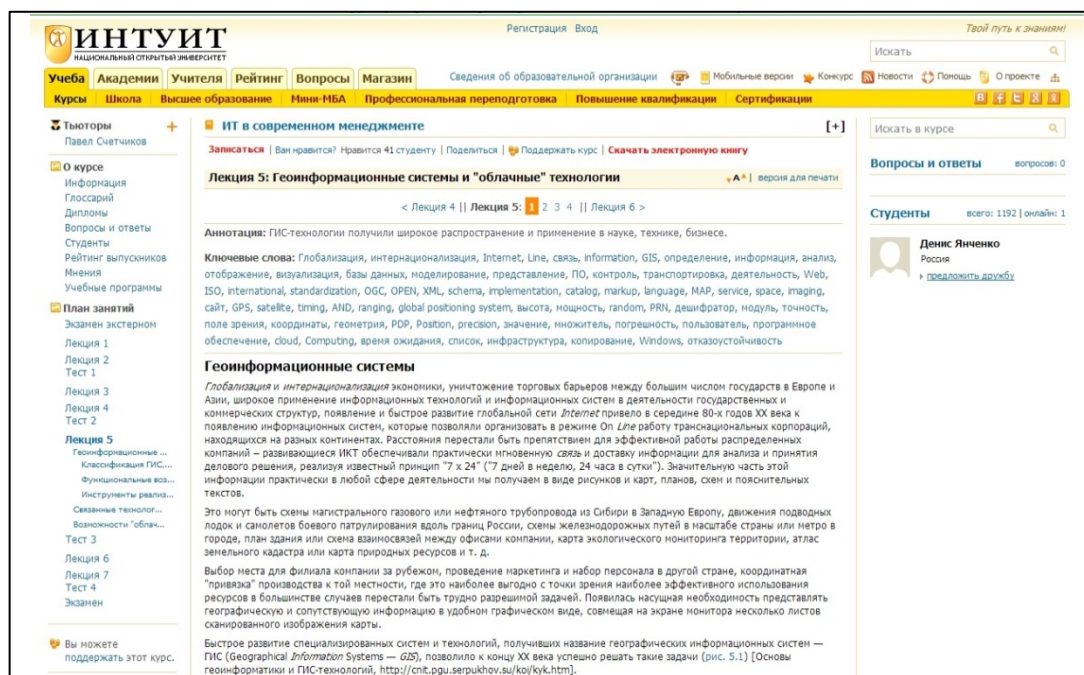 ИНТУИТ
НАЦИОНАЛЬНЫЙ ОТКРЫТЫЙ УНИВЕРСИТЕТ
Регистрация Вход
Твой путь к знаниям!
Искать
Учеба Академии Учителя Рейтинг Вопросы Магазин
Сведения об образовательной организации Мобильные версии Конкурс Новости Помощь О проекте
Курсы Школа Высшее образование Мини-МБА Профессиональная переподготовка Повышение квалификации Сертификации
Тьюторы +
Павел Счетчиков
О курсе
Информация
Глоссарий
Дипломы
Вопросы и ответы
Студенты
Рейтинг выпускников
Мнения
Учебные программы
План занятий
Экзамен экстерном
Лекция 1
Лекция 2
Тест 1
Лекция 3
Лекция 4
Тест 2
Лекция 5
Геоинформационные ...
Классификация ГИС,...
Функциональные воз...
Инструменты реализ...
Связанные технолог...
Возможности "облач...
Тест 3
Лекция 6
Лекция 7
Тест 4
Экзамен
Вы можете
поддержать этот курс.
ИТ в современном менеджменте [+]
Записаться | Вам нравится? Нравится 41 студенту | Поделиться | Поддержать курс | Скачать электронную книгу
Лекция 5: Геоинформационные системы и "облачные" технологии
A | версия для печати
< Лекция 4 || Лекция 5: 1 2 3 4 || Лекция 6 >
Аннотация: ГИС-технологии получили широкое распространение и применение в науке, технике, бизнесе.
Ключевые слова: Глобализация, интернационализация, Internet, Line, связь, information, GIS, определение, информация, анализ,
отображение, визуализация, базы данных, моделирование, представление, ПО, контроль, транспортировка, деятельность, Web,
ISO, international, standardization, OGC, OPEN, XML, schema, implementation, catalog, markup, language, MAP, service, space, imaging,
сайт, GPS, satellite, timing, AND, ranging, global positioning system, высота, мощность, random, PRN, дешифратор, модуль, точность,
поле зрения, координаты, геометрия, PDP, Position, precision, значение, множитель, погрешность, пользователь, программное
обеспечение, cloud, Computing, время ожидания, список, инфраструктура, копирование, Windows, отказоустойчивость
Геоинформационные системы
Глобализация и интернационализация экономики, уничтожение торговых барьеров между большим числом государств в Европе и
Азии, широкое применение информационных технологий и информационных систем в деятельности государственных и
коммерческих структур, появление и быстрое развитие глобальной сети Internet привело в середине 80-х годов XX века к
появлению информационных систем, которые позволяли организовать в режиме On Line работу транснациональных корпораций,
находящихся на разных континентах. Расстояния перестали быть препятствием для эффективной работы распределенных
компаний – развивающиеся ИКТ обеспечивали практически мгновенную связь и доставку информации для анализа и принятия
делового решения, реализуя известный принцип "7 x 24" ("7 дней в неделю, 24 часа в сутки"). Значительную часть этой
информации практически в любой сфере деятельности мы получаем в виде рисунков и карт, планов, схем и пояснительных
текстов.
Это могут быть схемы магистрального газового или нефтяного трубопровода из Сибири в Западную Европу, движения подводных
лодок и самолетов боевого патрулирования вдоль границ России, схемы железнодорожных путей в масштабе страны или метро в
городе, план здания или схема взаимосвязей между офисами компании, карта экологического мониторинга территории, атлас
земельного кадастра или карта природных ресурсов и т. д.
Выбор места для филиала компании за рубежом, проведение маркетинга и набор персонала в другой стране, координатная
"привязка" производства к той местности, где это наиболее выгодно с точки зрения наиболее эффективного использования
ресурсов в большинстве случаев перестали быть трудно разрешимой задачей. Появилась насущная необходимость представлять
географическую и сопутствующую информацию в удобном графическом виде, совмещая на экране монитора несколько листов
сканированного изображения карты.
Быстрое развитие специализированных систем и технологий, получивших название географических информационных систем —
ГИС (Geographical Information Systems — GIS), позволило к концу XX века успешно решать такие задачи (рис. 5.1) [Основы
геоинформатики и ГИС-технологий, http://cnit.pgu.serpukhov.su/koi/kyk.htm].
Искать в курсе
Вопросы и ответы вопросов: 0
Студенты всего: 1192 | онлайн: 1
Денис Янченко
Россия
предложить дружбу